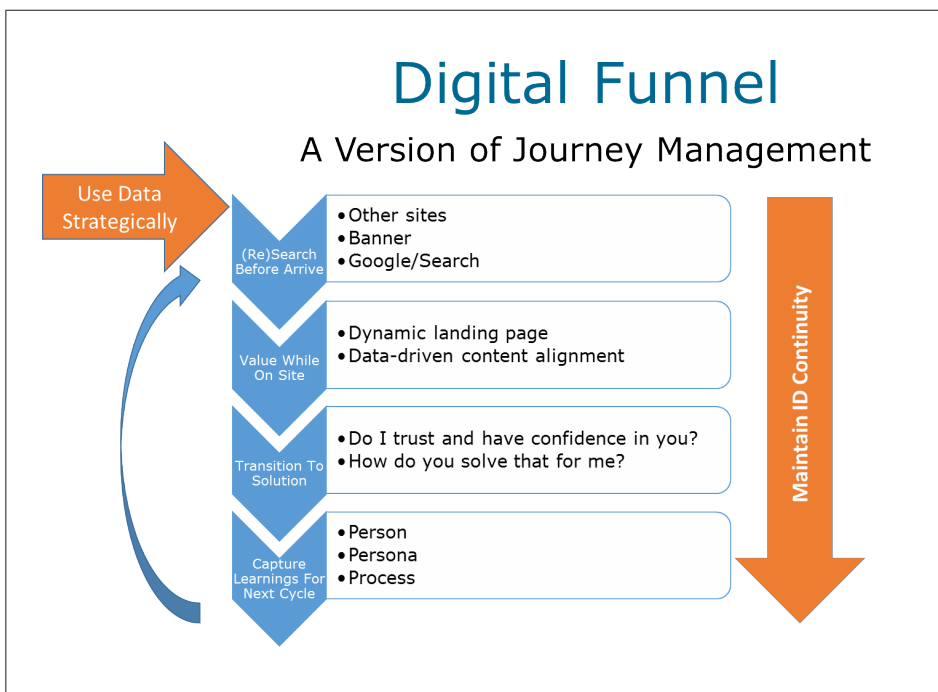 Digital Funnel
A Version of Journey Management
Use Data
Strategically
(Re)Search
Before Arrive
• Other sites
• Banner
• Google/Search
Value While
On Site
• Dynamic landing page
• Data-driven content alignment
Transition To
Solution
• Do I trust and have confidence in you?
• How do you solve that for me?
Capture
Learnings For
Next Cycle
• Person
• Persona
• Process
Maintain ID Continuity